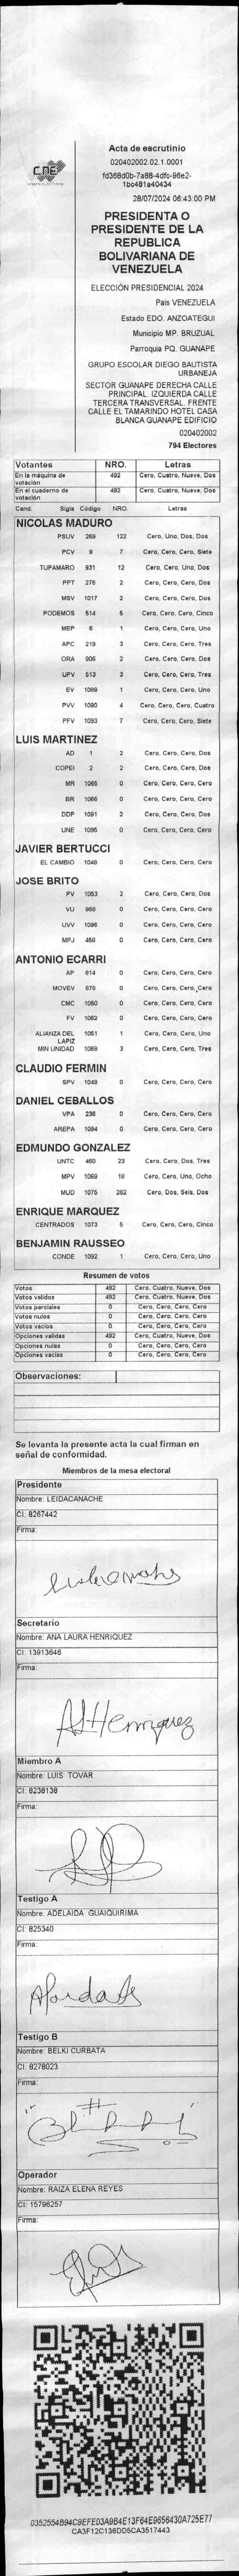 CNE
Acta de escrutinio
020402002.02.1.0001
fd368d0b-7a88-4dfc-96e2-
1bc481a40434
28/07/2024 06:43:00 PM
PRESIDENTA O
PRESIDENTE DE LA
REPUBLICA
BOLIVARIANA DE
VENEZUELA
ELECCIÓN PRESIDENCIAL 2024
Pais VENEZUELA
Estado EDO. ANZOATEGUI
Municipio MP. BRUZUAL
Parroquia PQ. GUANAPE
GRUPO ESCOLAR DIEGO BAUTISTA
URBANEJA
SECTOR GUANAPE DERECHA CALLE
PRINCIPAL. IZQUIERDA CALLE
TERCERA TRANSVERSAL. FRENTE
CALLE EL TAMARINDO HOTEL CASA
BLANCA GUANAPE EDIFICIO
020402002
794 Electores
Votantes NRO. Letras
En la máquina de votación 492 Cero, Cuatro, Nueve, Dos
En el cuaderno de votación 492 Cero, Cuatro, Nueve, Dos
Cand. Sigla Código NRO. Letras
NICOLAS MADURO
PSUV 269 122 Cero, Uno, Dos, Dos
PCV 9 7 Cero, Cero, Cero, Siete
TUPAMARO 931 12 Cero, Cero, Uno, Dos
PPT 276 2 Cero, Cero, Cero, Dos
MSV 1017 2 Cero, Cero, Cero, Dos
PODEMOS 514 5 Cero, Cero, Cero, Cinco
MEP 6 1 Cero, Cero, Cero, Uno
APC 219 3 Cero, Cero, Cero, Tres
ORA 906 2 Cero, Cero, Cero, Dos
UPV 513 3 Cero, Cero, Cero, Tres
EV 1089 1 Cero, Cero, Cero, Uno
PVV 1090 4 Cero, Cero, Cero, Cuatro
PFV 1093 7 Cero, Cero, Cero, Siete
LUIS MARTINEZ
AD 1 2 Cero, Cero, Cero, Dos
COPEI 2 2 Cero, Cero, Cero, Dos
MR 1065 0 Cero, Cero, Cero, Cero
BR 1066 0 Cero, Cero, Cero, Cero
DDP 1091 2 Cero, Cero, Cero, Dos
UNE 1095 0 Cero, Cero, Cero, Cero
JAVIER BERTUCCI
EL CAMBIO 1048 0 Cero, Cero, Cero, Cero
JOSE BRITO
PV 1053 2 Cero, Cero, Cero, Dos
VU 868 0 Cero, Cero, Cero, Cero
UVV 1096 0 Cero, Cero, Cero, Cero
MPJ 458 0 Cero, Cero, Cero, Cero
ANTONIO ECARRI
AP 814 0 Cero, Cero, Cero, Cero
MOVEV 878 0 Cero, Cero, Cero, Cero
CMC 1050 0 Cero, Cero, Cero, Cero
FV 1062 0 Cero, Cero, Cero, Cero
ALIANZA DEL LAPIZ 1051 1 Cero, Cero, Cero, Uno
MIN UNIDAD 1068 3 Cero, Cero, Cero, Tres
CLAUDIO FERMIN
SPV 1049 0 Cero, Cero, Cero, Cero
DANIEL CEBALLOS
VPA 236 0 Cero, Cero, Cero, Cero
AREPA 1094 0 Cero, Cero, Cero, Cero
EDMUNDO GONZALEZ
UNTC 460 23 Cero, Cero, Dos, Tres
MPV 1069 18 Cero, Cero, Uno, Ocho
MUD 1075 262 Cero, Dos, Seis, Dos
ENRIQUE MARQUEZ
CENTRADOS 1073 5 Cero, Cero, Cero, Cinco
BENJAMIN RAUSSEO
CONDE 1092 1 Cero, Cero, Cero, Uno
Resumen de votos
Votos 492 Cero, Cuatro, Nueve, Dos
Votos validos 492 Cero, Cuatro, Nueve, Dos
Votos parciales 0 Cero, Cero, Cero, Cero
Votos nulos 0 Cero, Cero, Cero, Cero
Votos vacios 0 Cero, Cero, Cero, Cero
Opciones validas 492 Cero, Cuatro, Nueve, Dos
Opciones nulas 0 Cero, Cero, Cero, Cero
Opciones vacias 0 Cero, Cero, Cero, Cero
Observaciones:
Se levanta la presente acta la cual firman en
señal de conformidad.
Miembros de la mesa electoral
Presidente
Nombre: LEIDACANACHE
CI: 8267442
Firma:
Secretario
Nombre: ANA LAURA HENRIQUEZ
CI: 13913646
Firma:
AHenriquez
Miembro A
Nombre: LUIS TOVAR
CI: 8238138
Firma:
Testigo A
Nombre: ADELAIDA GUAIQUIRIMA
CI: 825340
Firma:
Testigo B
Nombre: BELKI CURBATA
CI: 8278023
Firma:
Operador
Nombre: RAIZA ELENA REYES
CI: 15796257
Firma:
0352554B94C9EFE03A9B4E13F64E9656430A725E77
CA3F12C136DD5CA3517443